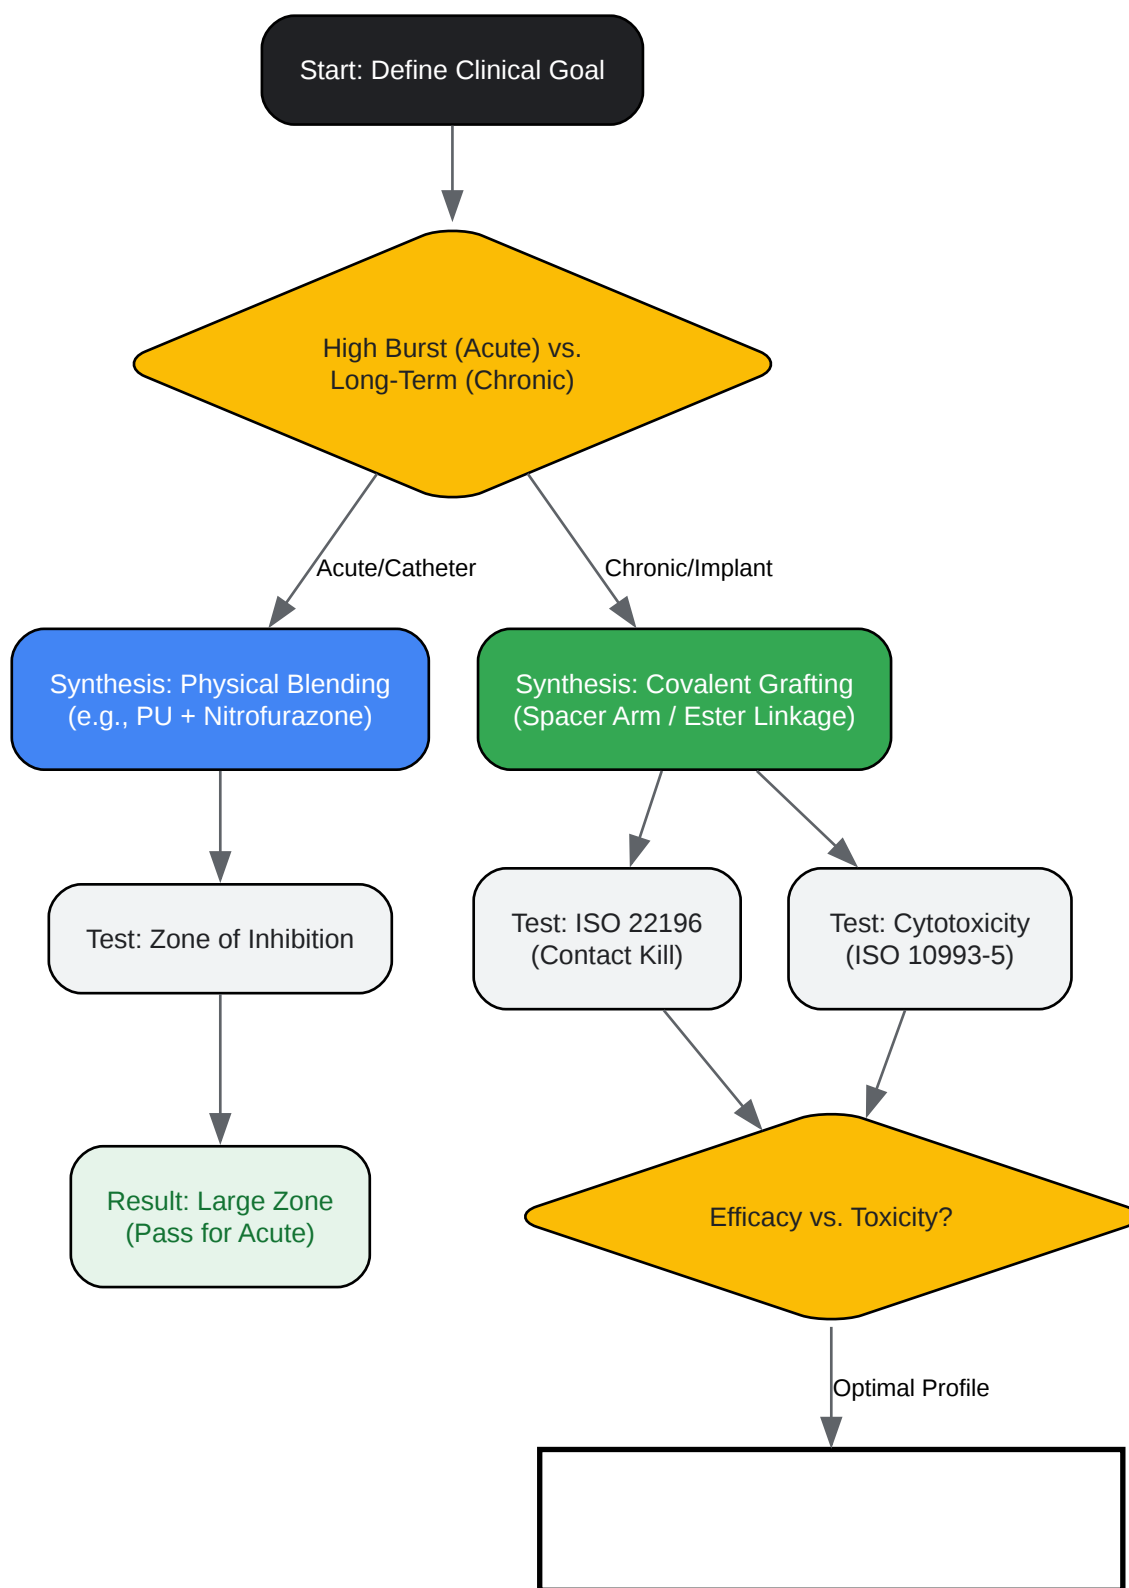 Start: Define Clinical Goal
High Burst (Acute) vs.
Long-Term (Chronic)
Acute/Catheter
Chronic/Implant
Synthesis: Physical Blending
(e.g., PU + Nitrofurazone)
Synthesis: Covalent Grafting
(Spacer Arm / Ester Linkage)
Test: Zone of Inhibition
Test: ISO 22196
(Contact Kill)
Test: Cytotoxicity
(ISO 10993-5)
Result: Large Zone
(Pass for Acute)
Efficacy vs. Toxicity?
Optimal Profile